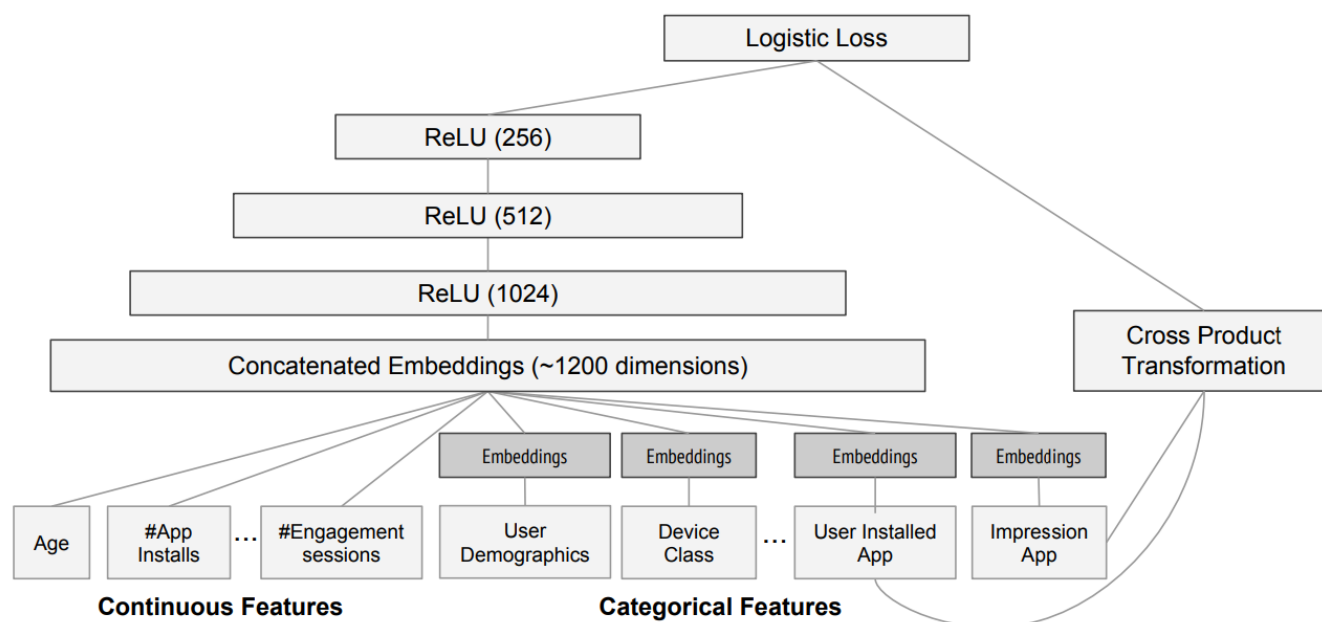 Logistic Loss
ReLU (256)
ReLU (512)
ReLU (1024)
Concatenated Embeddings (~1200 dimensions)
Cross Product
Transformation
Embeddings
Embeddings
Embeddings
Embeddings
Age
#App
Installs
...
#Engagement
sessions
User
Demographics
Device
Class
...
User Installed
App
Impression
App
Continuous Features
Categorical Features